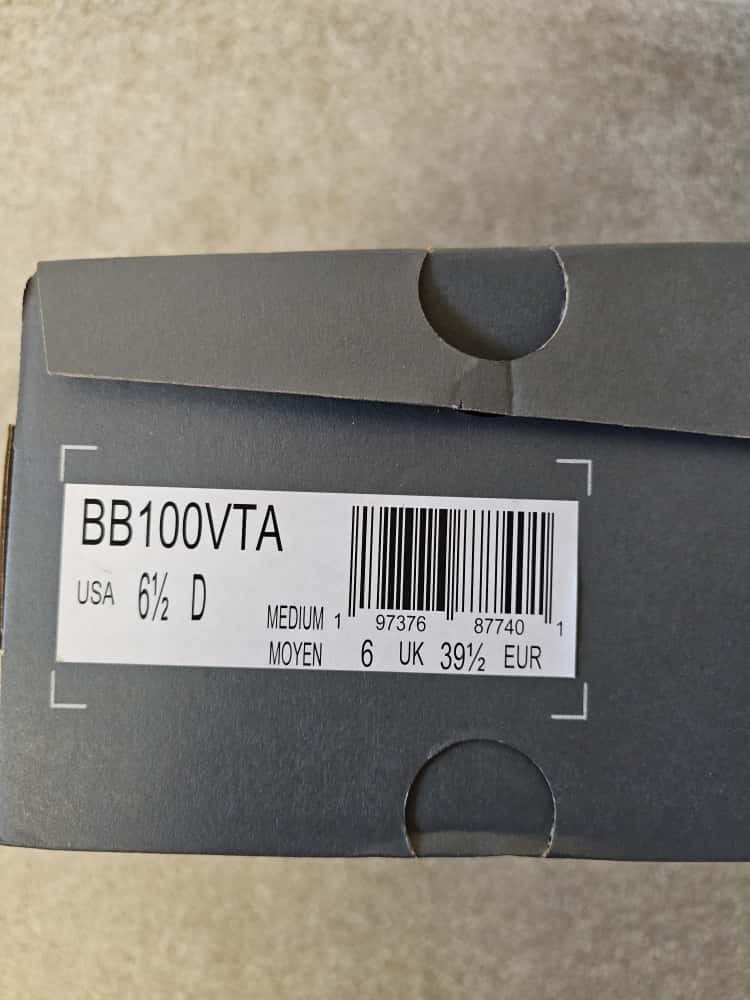 BB100VTA
USA 6½ D
MEDIUM 1 97376 87740 1
MOYEN 6 UK 39½ EUR